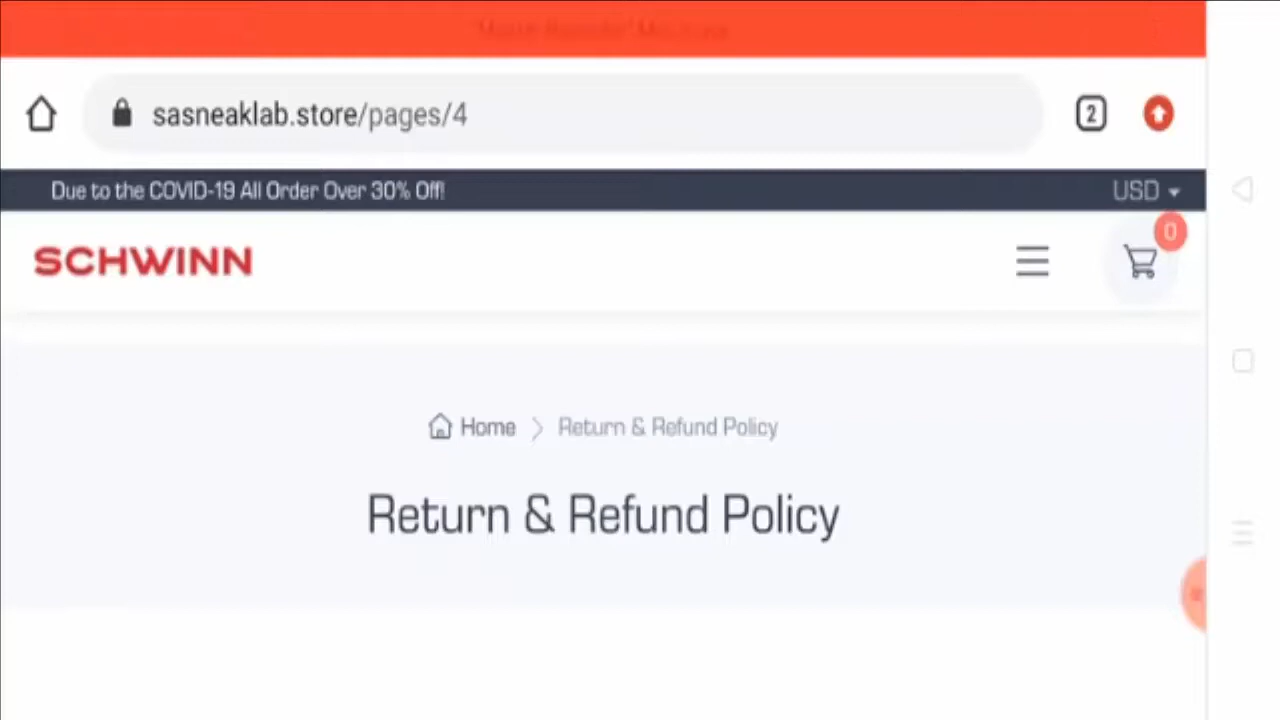 sasneaklab.store/pages/4
2
Due to the COVID-19 All Order Over 30% Off!
USD
0
SCHWINN
Home
Return & Refund Policy
Return & Refund Policy